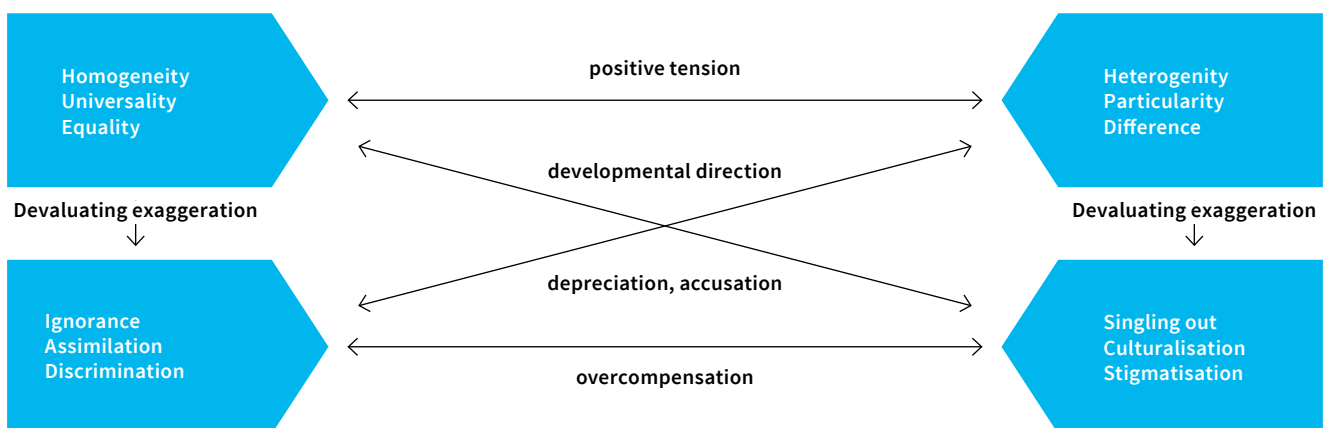 Homogeneity
Universality
Equality
positive tension
Heterogenity
Particularity
Difference
developmental direction
Devaluating exaggeration
Devaluating exaggeration
depreciation, accusation
Ignorance
Assimilation
Discrimination
overcompensation
Singling out
Culturalisation
Stigmatisation